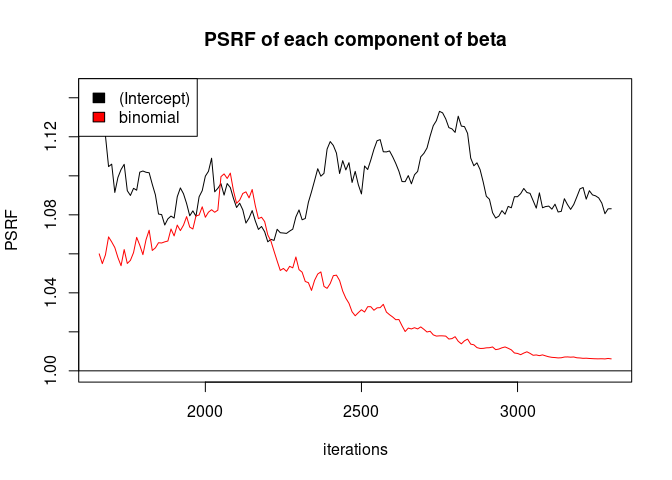 PSRF of each component of beta
(Intercept)
binomial
PSRF
1.12
1.08
1.04
1.00
2000 2500 3000
iterations